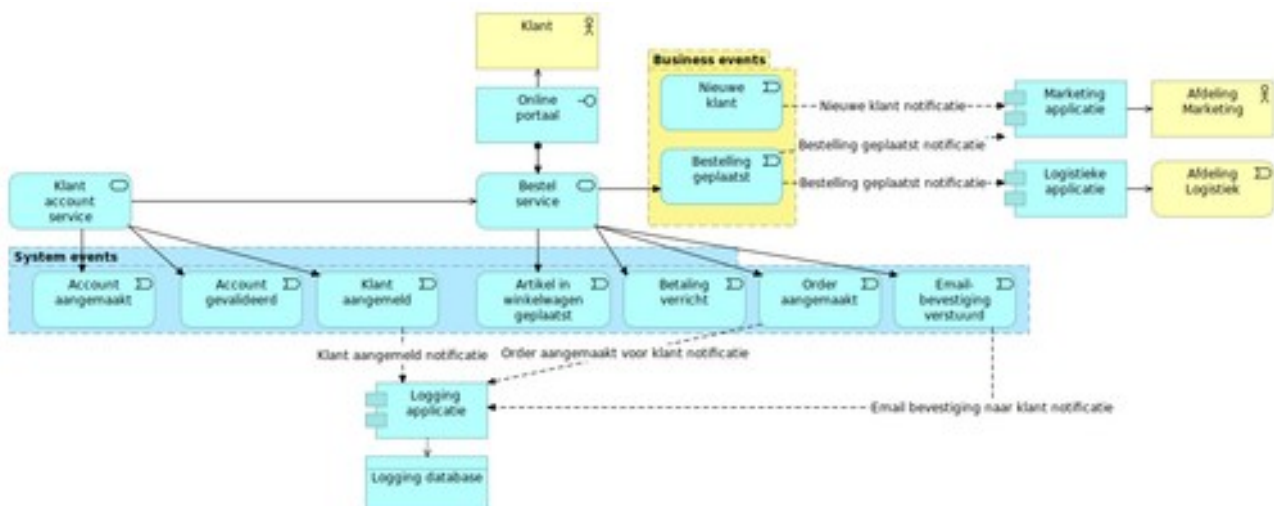 Klant
Business events
Nieuwe
klant
Nieuwe klant notificatie
Marketing
applicatie
Afdeling
Marketing
Online
portaal
Bestelling geplaatst notificatie
Bestelling
geplaatst
Bestelling geplaatst notificatie
Logistieke
applicatie
Afdeling
Logistiek
Klant
account
service
Bestel
service
System events
Account
aangemaakt
Account
gevalideerd
Klant
aangemeld
Artikel in
winkelwagen
geplaatst
Betaling
verricht
Order
aangemaakt
Email-
bevestiging
verstuurd
Klant aangemeld notificatie
Order aangemaakt voor klant notificatie
Logging
applicatie
Email bevestiging naar klant notificatie
Logging database